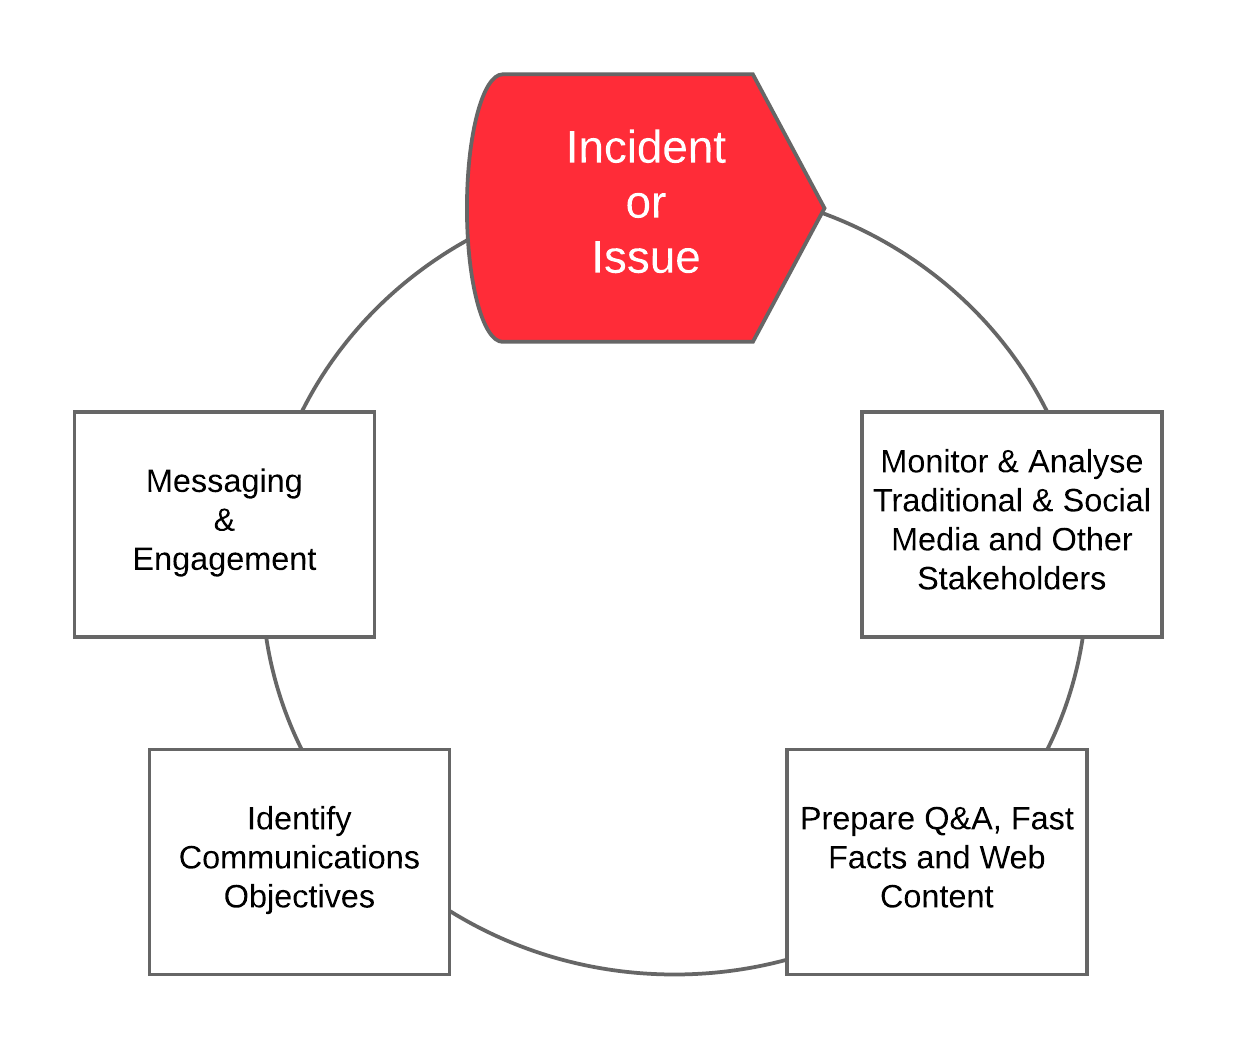 Incident
or
Issue
Monitor & Analyse
Traditional & Social
Media and Other
Stakeholders
Prepare Q&A, Fast
Facts and Web
Content
Identify
Communications
Objectives
Messaging
&
Engagement